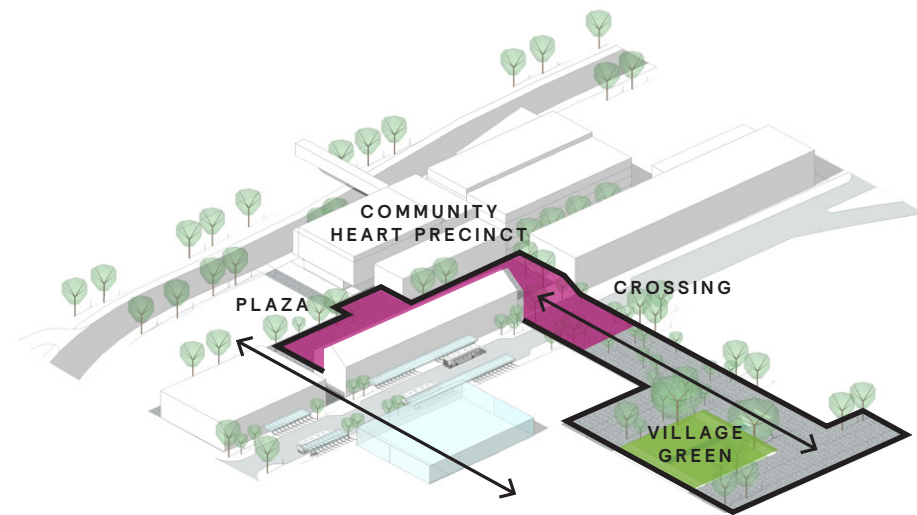 COMMUNITY
HEART PRECINCT
PLAZA
CROSSING
VILLAGE
GREEN